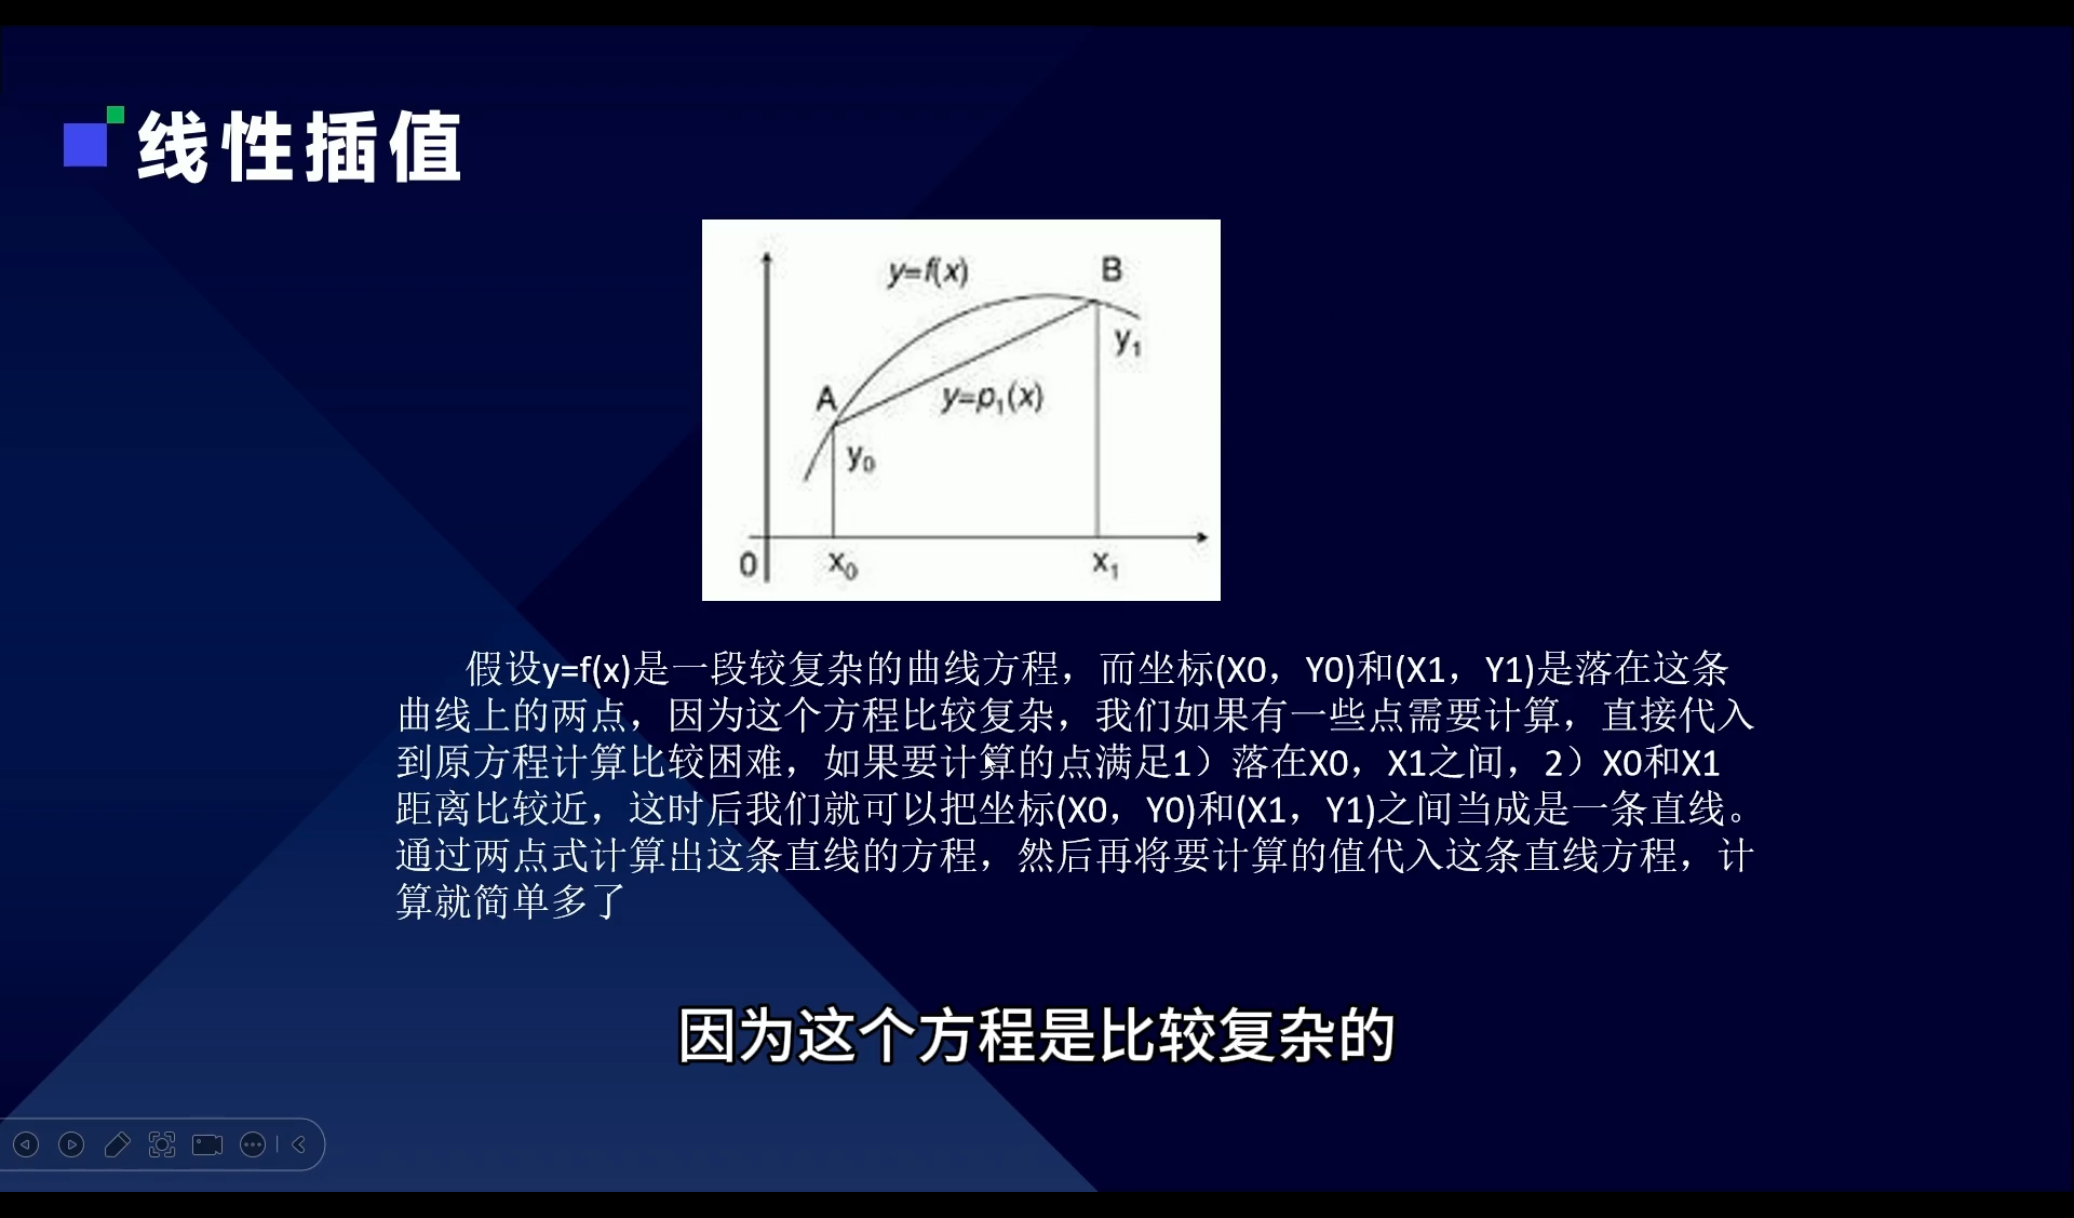 线性插值
y=f(x)
B
y₁
A
y=p₁(x)
y₀
0
x₀
x₁
假设y=f(x)是一段较复杂的曲线方程，而坐标(X0，Y0)和(X1，Y1)是落在这条
曲线上的两点，因为这个方程比较复杂，我们如果有一些点需要计算，直接代入
到原方程计算比较困难，如果要计算的点满足1）落在X0，X1之间，2）X0和X1
距离比较近，这时后我们就可以把坐标(X0，Y0)和(X1，Y1)之间当成是一条直线。
通过两点式计算出这条直线的方程，然后再将要计算的值代入这条直线方程，计
算就简单多了
因为这个方程是比较复杂的